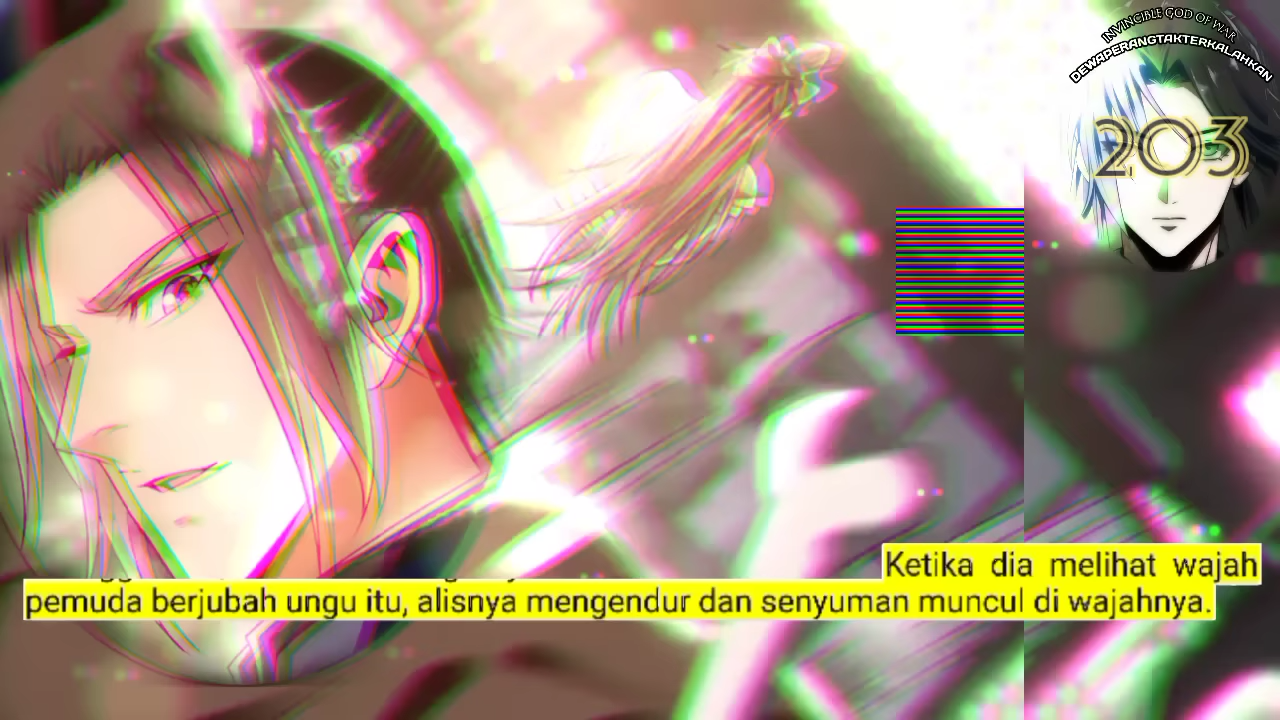 INVINCIBLE GOD OF WAR
DEWAPERANGTAKTERKALAHKAN
203
Ketika dia melihat wajah
pemuda berjubah ungu itu, alisnya mengendur dan senyuman muncul di wajahnya.